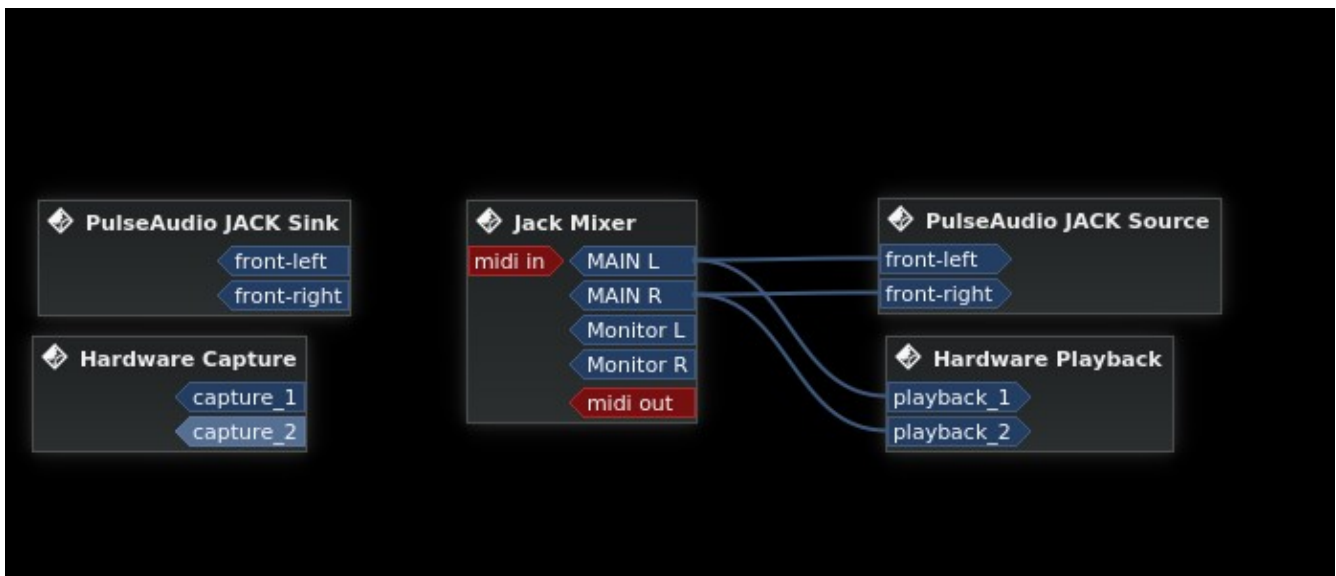 PulseAudio JACK Sink
front-left
front-right
Hardware Capture
capture_1
capture_2
Jack Mixer
midi in MAIN L
MAIN R
Monitor L
Monitor R
midi out
PulseAudio JACK Source
front-left
front-right
Hardware Playback
playback_1
playback_2